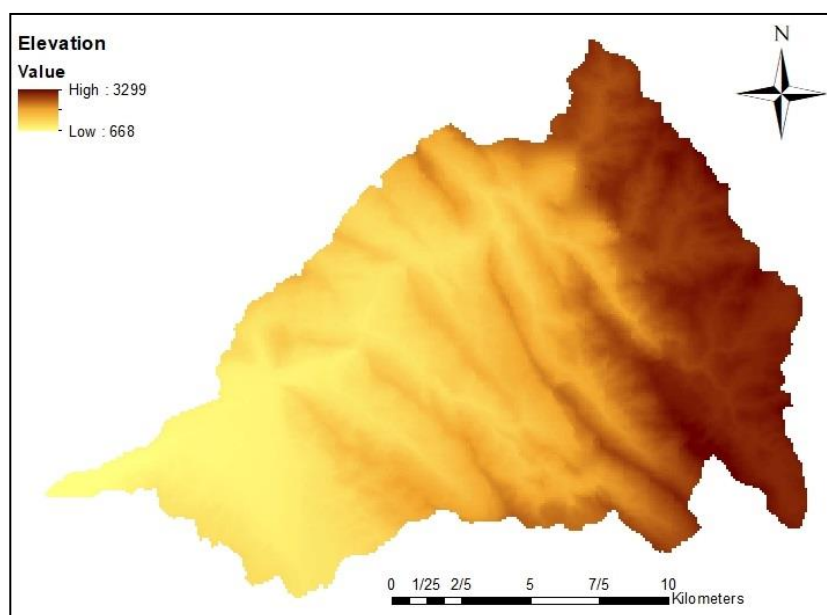 Elevation
Value
High : 3299
Low : 668
N
0 1/25 2/5 5 7/5 10
Kilometers